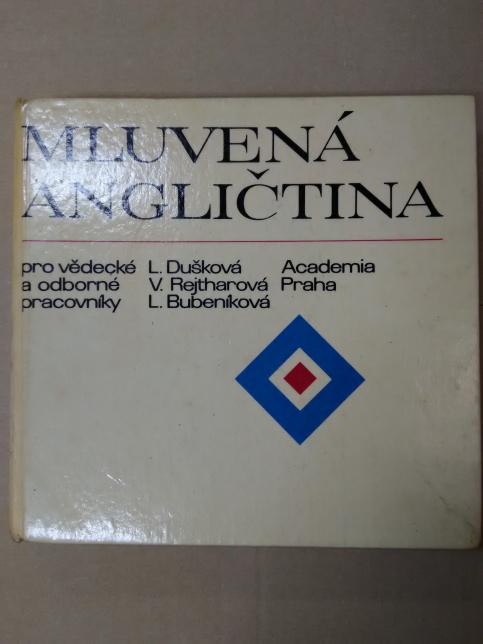 MLUVENÁ
ANGLIČTINA
pro vědecké L. Dušková Academia
a odborné V. Rejtharová Praha
pracovníky L. Bubeníková